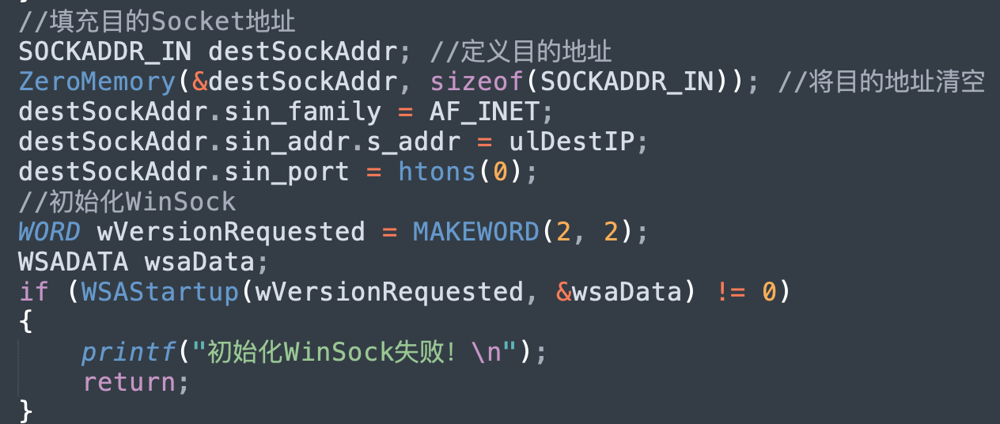 //填充目的Socket地址
SOCKADDR_IN destSockAddr; //定义目的地址
ZeroMemory(&destSockAddr, sizeof(SOCKADDR_IN)); //将目的地址清空
destSockAddr.sin_family = AF_INET;
destSockAddr.sin_addr.s_addr = ulDestIP;
destSockAddr.sin_port = htons(0);
//初始化WinSock
WORD wVersionRequested = MAKEWORD(2, 2);
WSADATA wsaData;
if (WSAStartup(wVersionRequested, &wsaData) != 0)
{
    printf("初始化WinSock失败！\n");
    return;
}